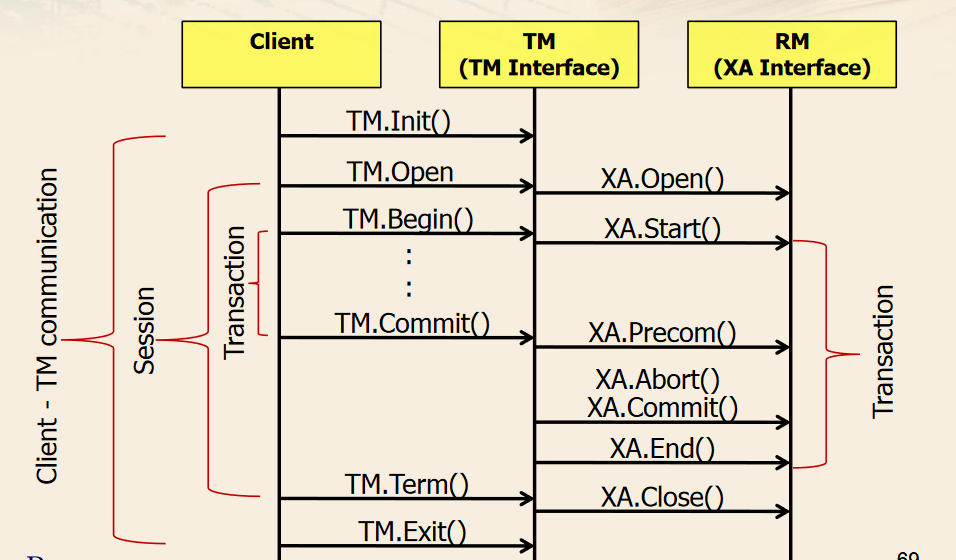 Client
TM
(TM Interface)
RM
(XA Interface)
TM.Init()
TM.Open
XA.Open()
TM.Begin()
XA.Start()
:
:
TM.Commit()
XA.Precom()
XA.Abort()
XA.Commit()
XA.End()
TM.Term()
XA.Close()
TM.Exit()
Client - TM communication
Session
Transaction
Transaction
69